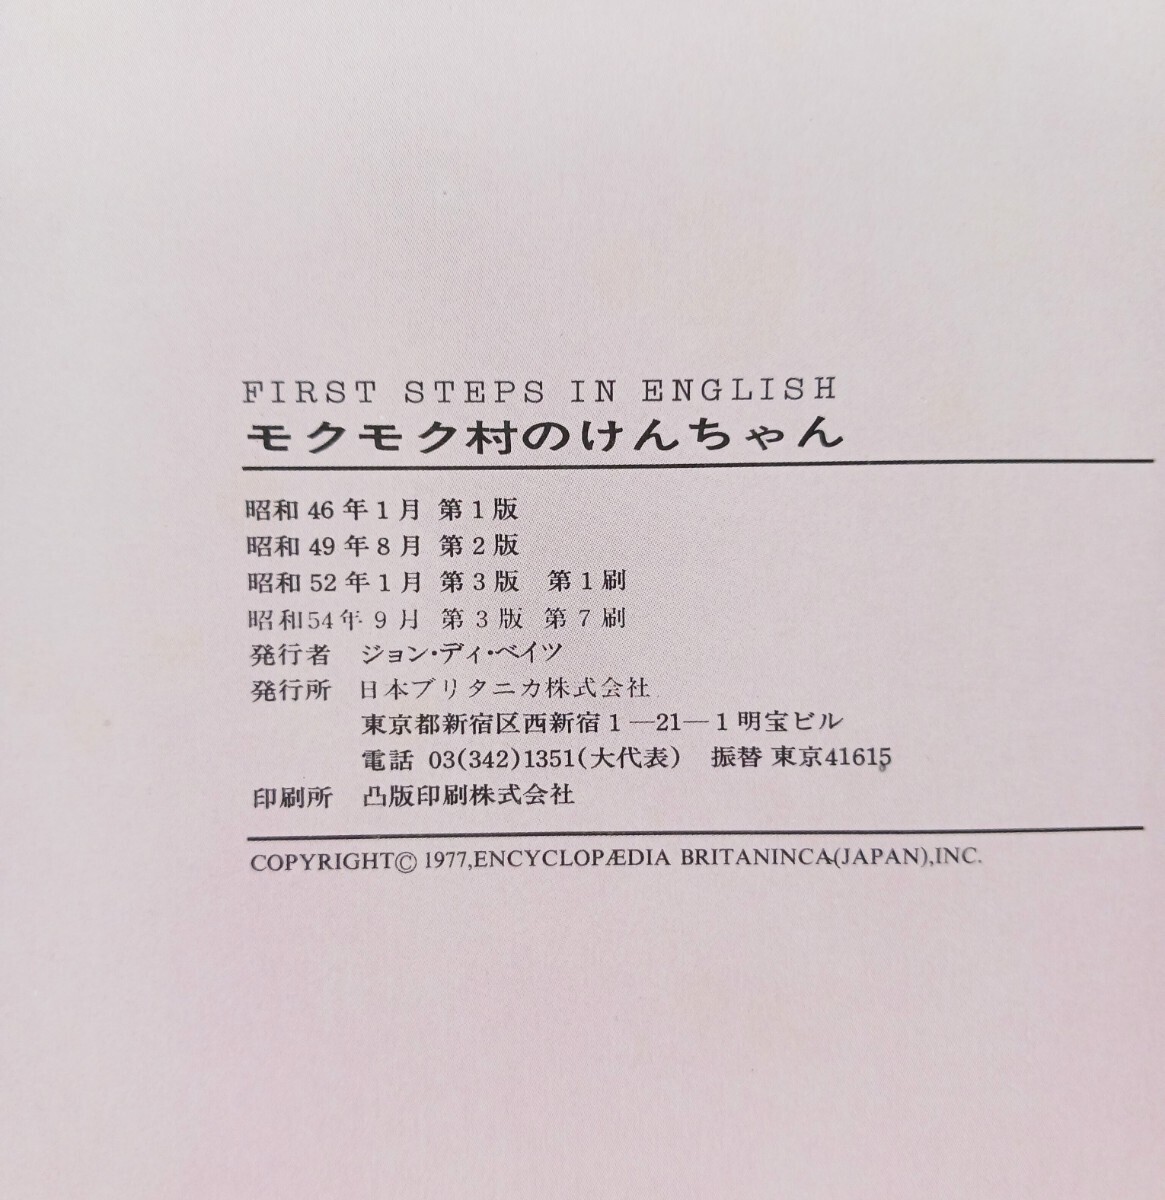 FIRST STEPS IN ENGLISH
モクモク村のけんちゃん
昭和46年1月 第1版
昭和49年8月 第2版
昭和52年1月 第3版 第1刷
昭和54年9月 第3版 第7刷
発行者 ジョン・ディ・ベイツ
発行所 日本ブリタニカ株式会社
東京都新宿区西新宿1―21―1明宝ビル
電話 03(342)1351(大代表) 振替 東京41615
印刷所 凸版印刷株式会社
COPYRIGHT© 1977,ENCYCLOPÆDIA BRITANINCA(JAPAN),INC.